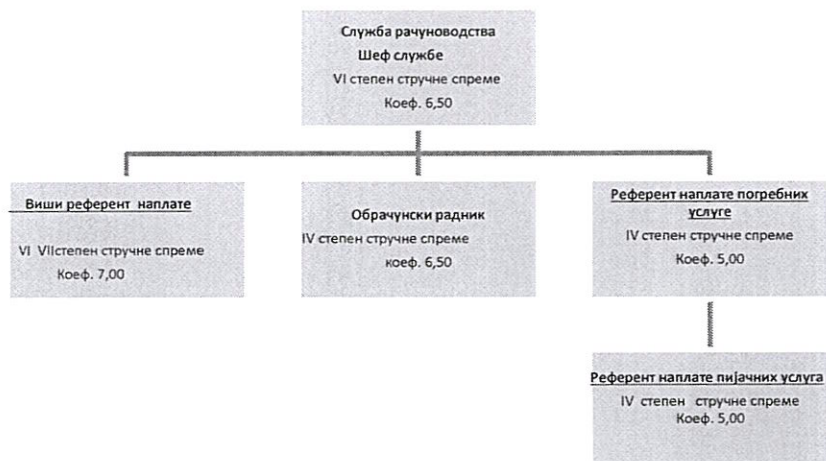 Служба рачуноводства
Шеф службе
VI степен стручне спреме
Коеф. 6,50
Виши референт наплате
VI VIIстепен стручне спреме
Коеф. 7,00
Обрачунски радник
IV степен стручне спреме
коеф. 6,50
Референт наплате погребних
услуге
IV степен стручне спреме
Коеф. 5,00
Референт наплате пијачних услуга
IV степен стручне спреме
Коеф. 5,00